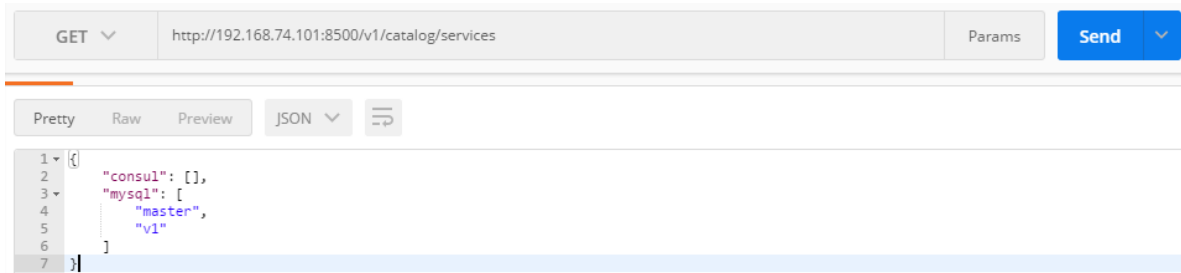 GET http://192.168.74.101:8500/v1/catalog/services Params Send
Pretty Raw Preview JSON
1 {
2 "consul": [],
3 "mysql": [
4 "master",
5 "v1"
6 ]
7 }